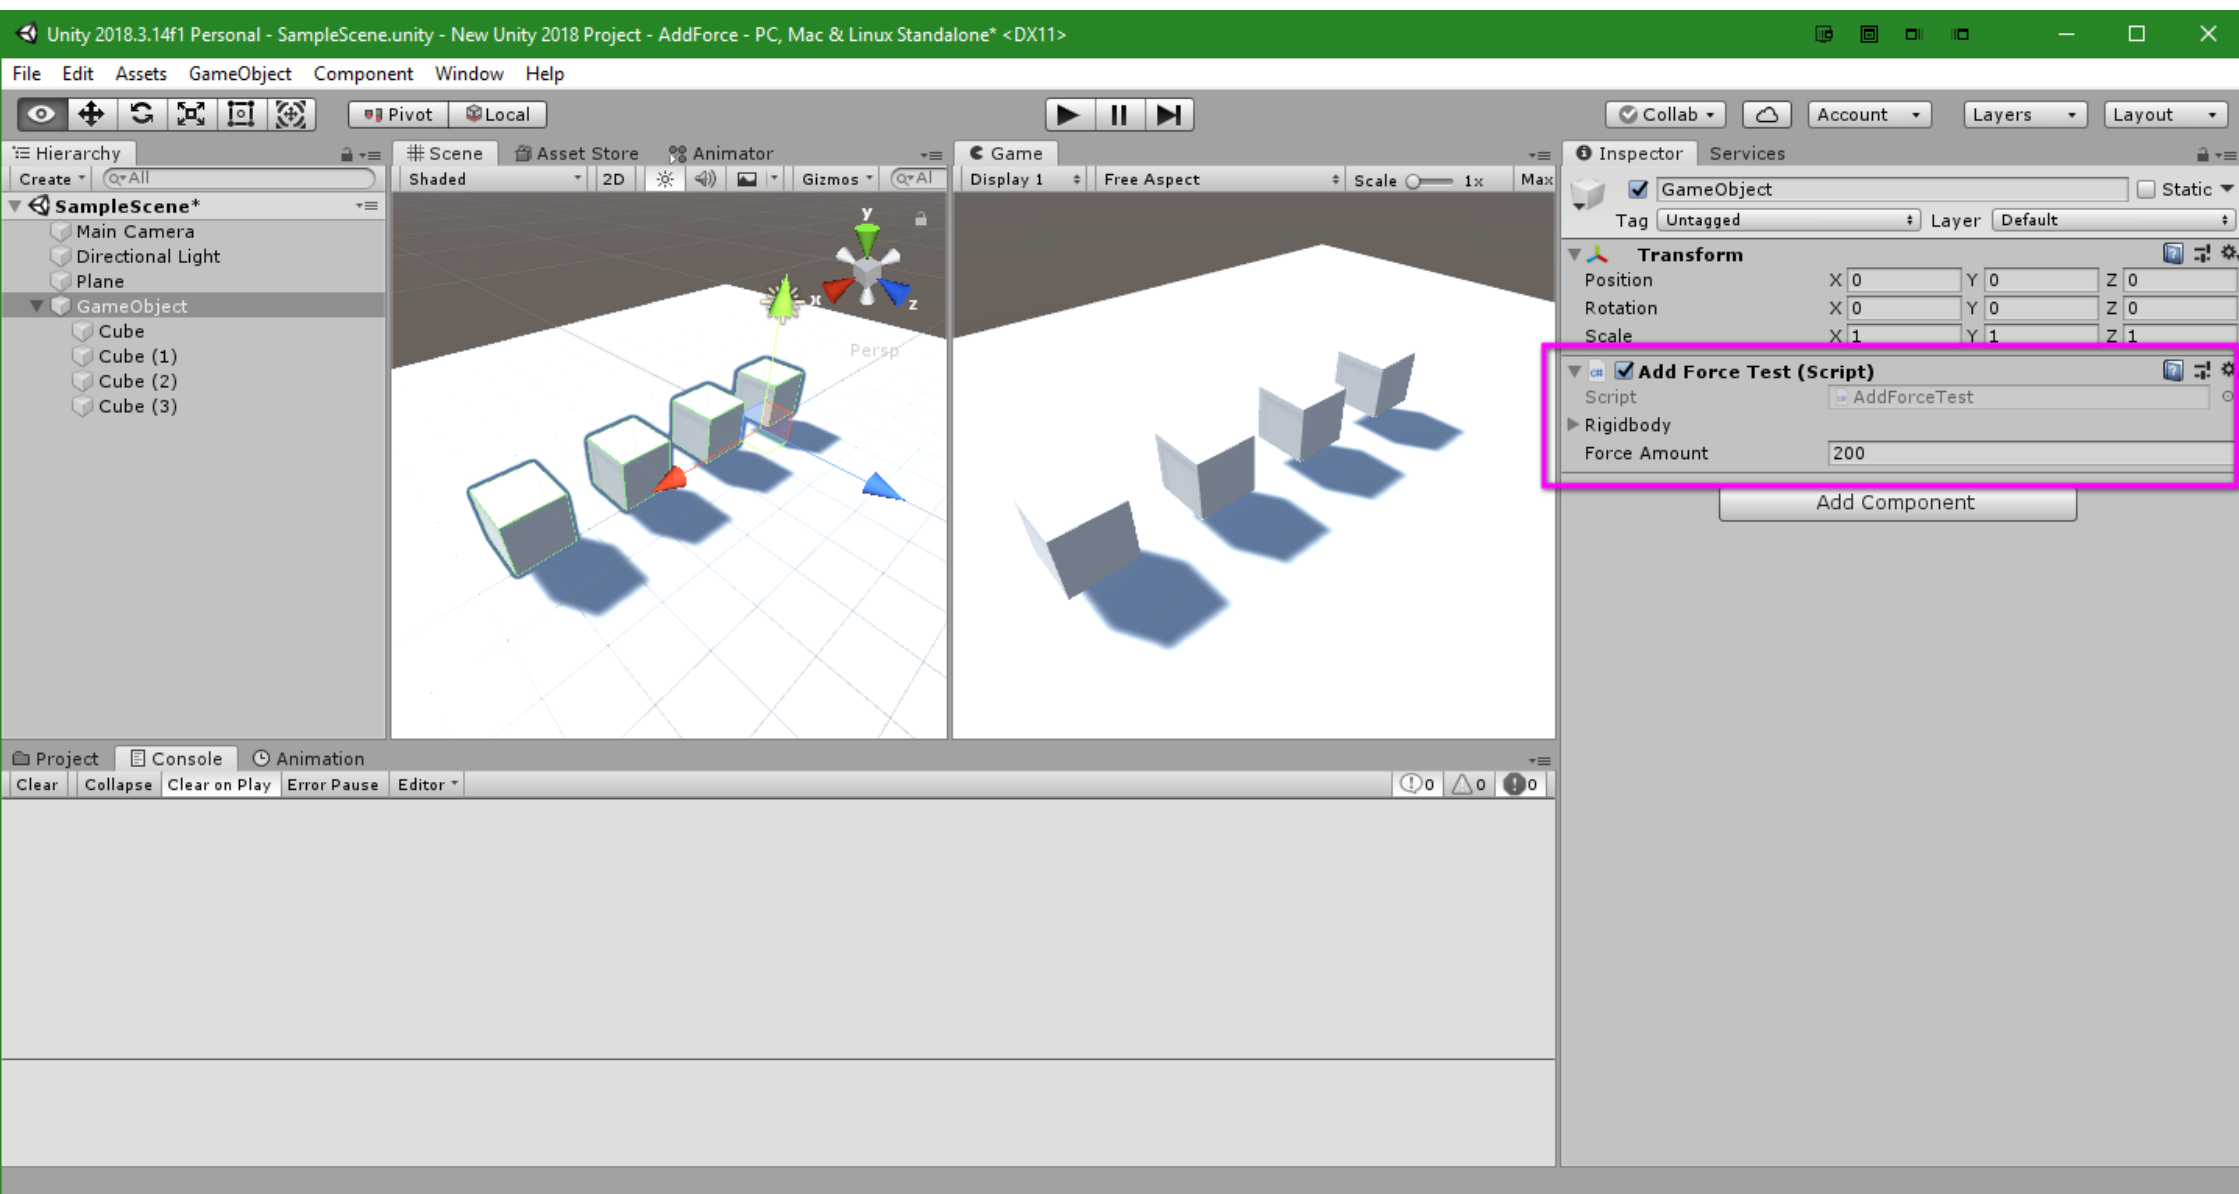 Unity 2018.3.14f1 Personal - SampleScene.unity - New Unity 2018 Project - AddForce - PC, Mac & Linux Standalone* <DX11>
File Edit Assets GameObject Component Window Help
Pivot Local Collab Account Layers Layout
Hierarchy
Create All
SampleScene*
Main Camera
Directional Light
Plane
GameObject
Cube
Cube (1)
Cube (2)
Cube (3)
Scene Asset Store Animator
Shaded 2D Gizmos Al
y
x
z
Persp
Game
Display 1 Free Aspect Scale 1x Max
Inspector Services
GameObject Static
Tag Untagged Layer Default
Transform
Position X 0 Y 0 Z 0
Rotation X 0 Y 0 Z 0
Scale X 1 Y 1 Z 1
C# Add Force Test (Script)
Script AddForceTest
Rigidbody
Force Amount 200
Add Component
Project Console Animation
Clear Collapse Clear on Play Error Pause Editor 0 0 0